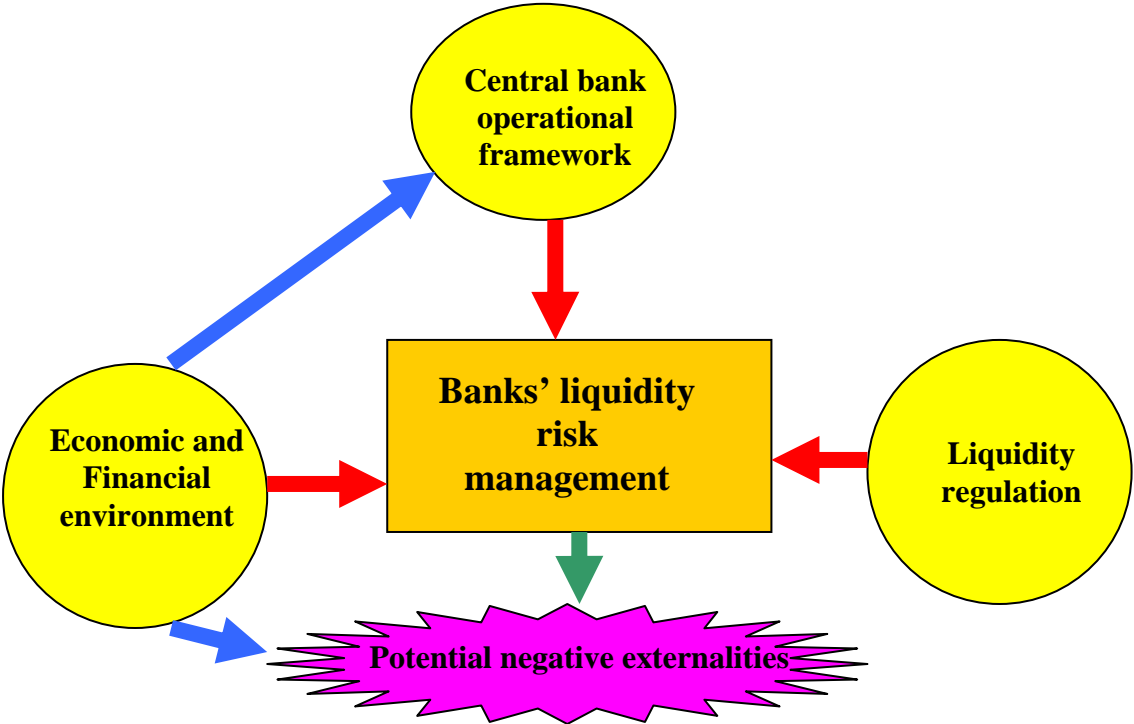 Central bank
operational
framework
Banks’ liquidity
risk
management
Economic and
Financial
environment
Liquidity
regulation
Potential negative externalities